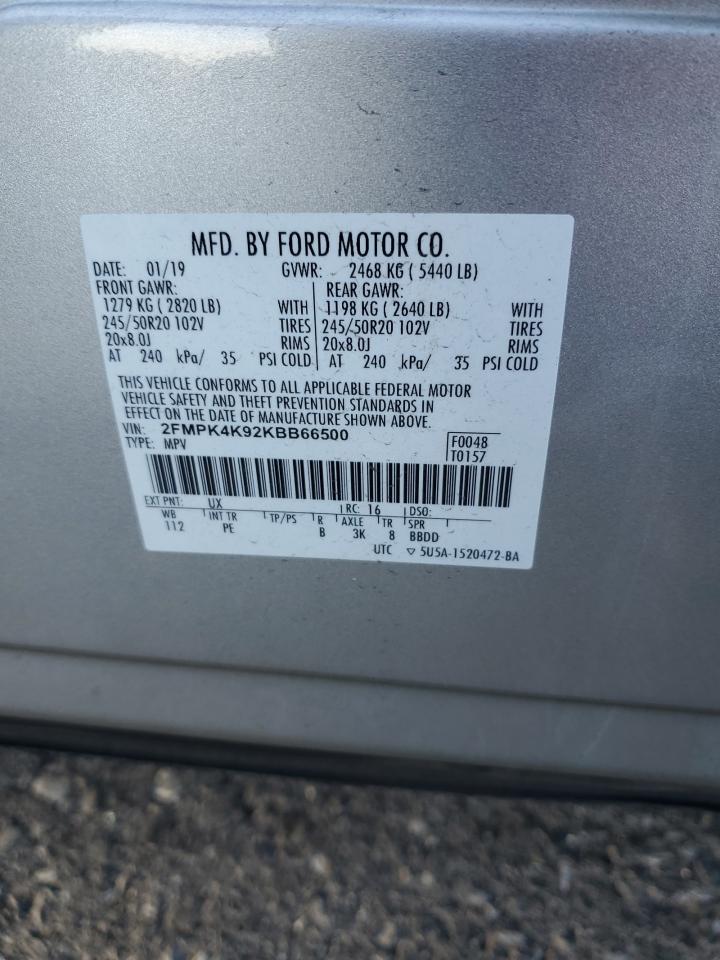 MFD. BY FORD MOTOR CO.
DATE: 01/19 GVWR: 2468 KG ( 5440 LB)
FRONT GAWR: REAR GAWR:
1279 KG ( 2820 LB) WITH 1198 KG ( 2640 LB) WITH
245/50R20 102V TIRES 245/50R20 102V TIRES
20x8.0J RIMS 20x8.0J RIMS
AT 240 kPa/ 35 PSI COLD AT 240 kPa/ 35 PSI COLD
THIS VEHICLE CONFORMS TO ALL APPLICABLE FEDERAL MOTOR
VEHICLE SAFETY AND THEFT PREVENTION STANDARDS IN
EFFECT ON THE DATE OF MANUFACTURE SHOWN ABOVE.
VIN: 2FMPK4K92KBB66500 F0048
TYPE: MPV T0157
EXT PNT: UX RC: 16 DSO:
WB INT TR TP/PS R AXLE TR SPR
112 PE B 3K 8 BBDD
UTC ▽ 5U5A-1520472-BA